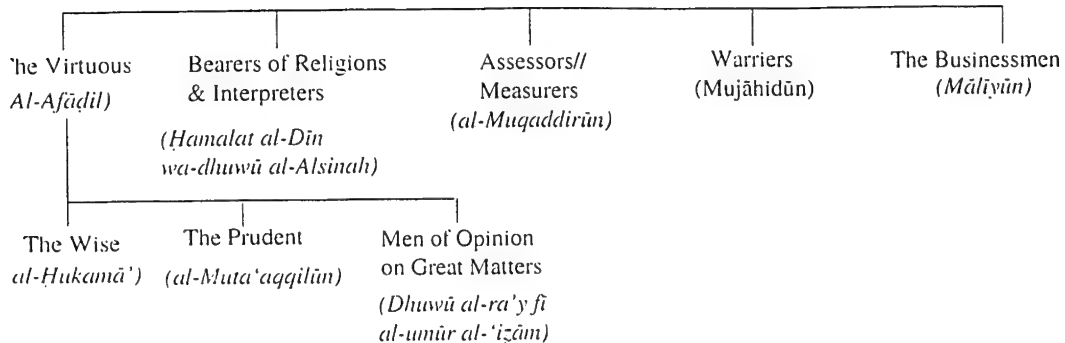 'he Virtuous
Al-Afāḍil)
Bearers of Religions
& Interpreters
(Ḥamalat al-Dīn
wa-dhuwū al-Alsinah)
Assessors//
Measurers
(al-Muqaddirūn)
Warriers
(Mujāhidūn)
The Businessmen
(Mālīyūn)
The Wise
al-Ḥukamā')
The Prudent
(al-Muta‘aqqilūn)
Men of Opinion
on Great Matters
(Dhuwū al-ra'y fī
al-umūr al-‘iẓām)